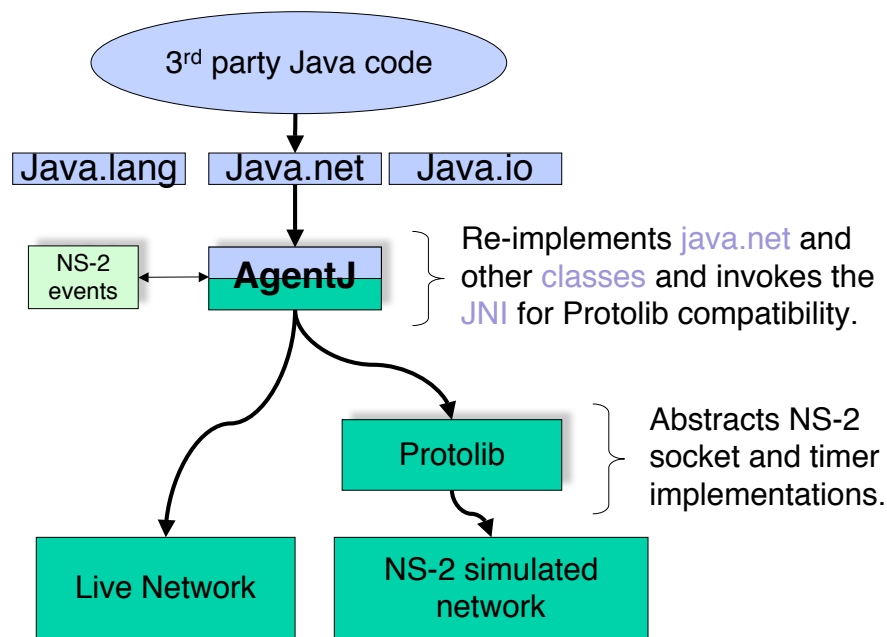 3rd party Java code
Java.lang
Java.net
Java.io
NS-2
events
AgentJ
Re-implements java.net and
other classes and invokes the
JNI for Protolib compatibility.
Protolib
Abstracts NS-2
socket and timer
implementations.
Live Network
NS-2 simulated
network